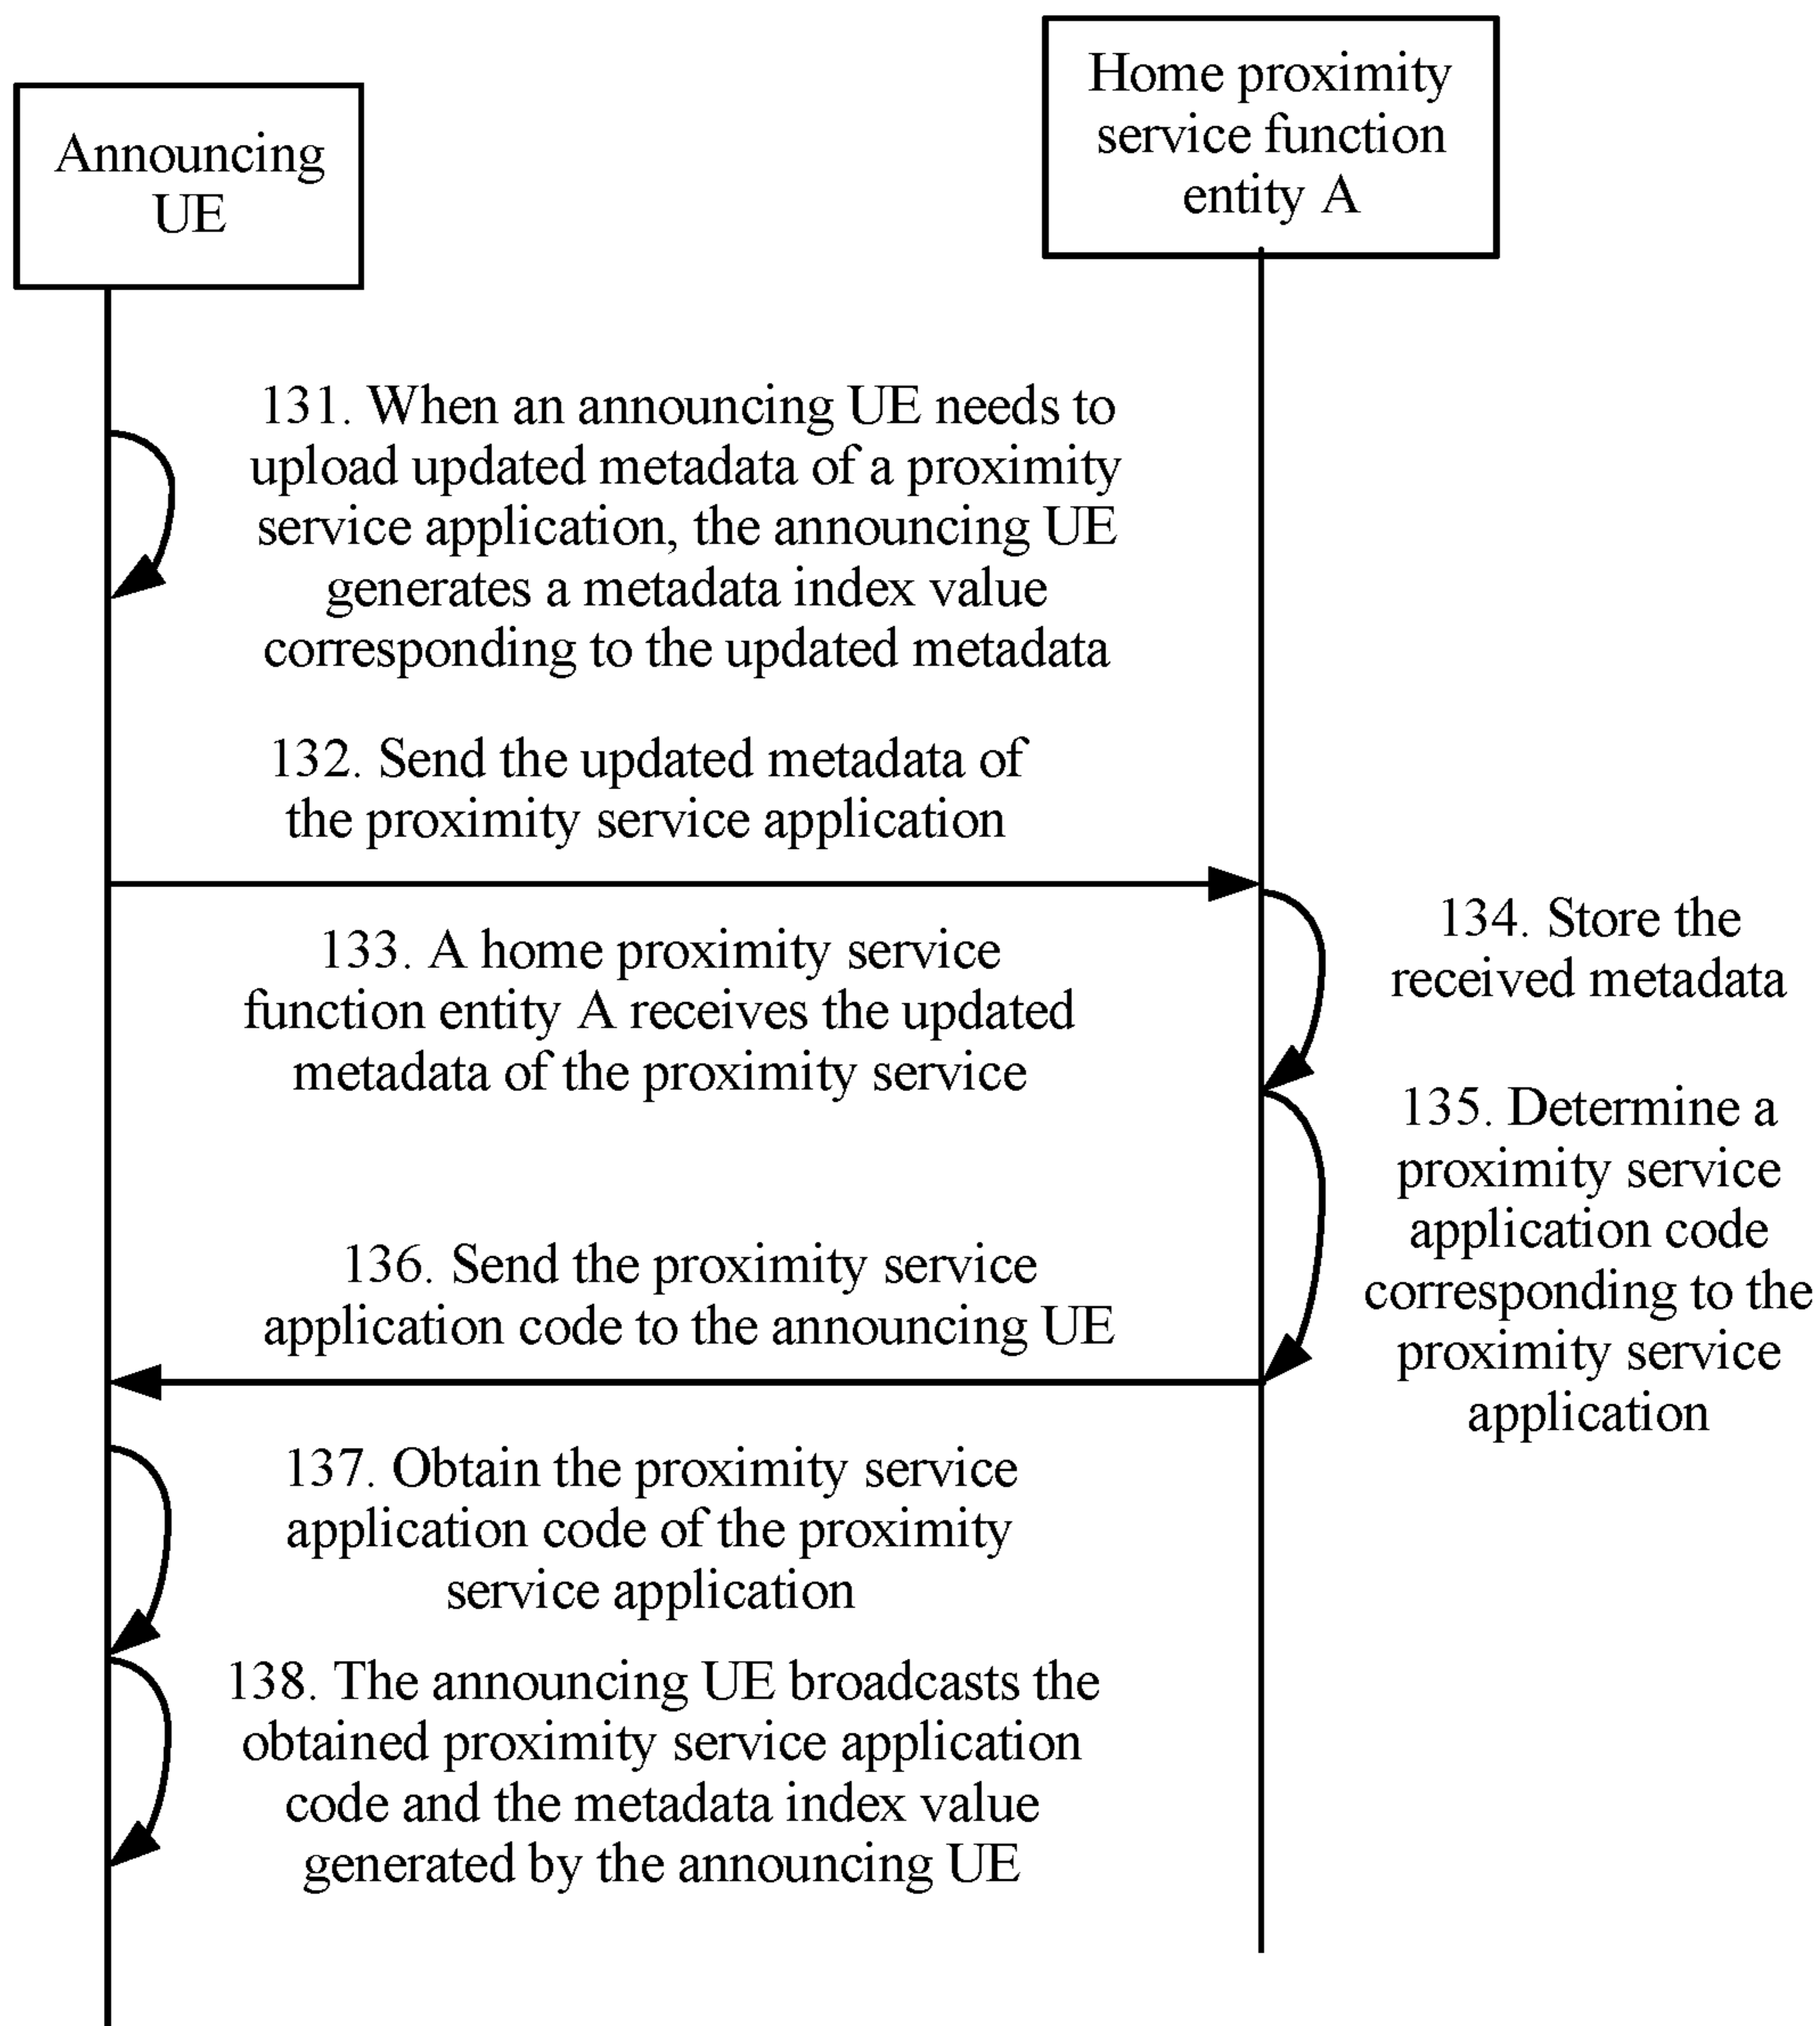 Announcing
UE
Home proximity
service function
entity A
131. When an announcing UE needs to
upload updated metadata of a proximity
service application, the announcing UE
generates a metadata index value
corresponding to the updated metadata
132. Send the updated metadata of
the proximity service application
133. A home proximity service
function entity A receives the updated
metadata of the proximity service
134. Store the
received metadata
135. Determine a
proximity service
application code
corresponding to the
proximity service
application
136. Send the proximity service
application code to the announcing UE
137. Obtain the proximity service
application code of the proximity
service application
138. The announcing UE broadcasts the
obtained proximity service application
code and the metadata index value
generated by the announcing UE